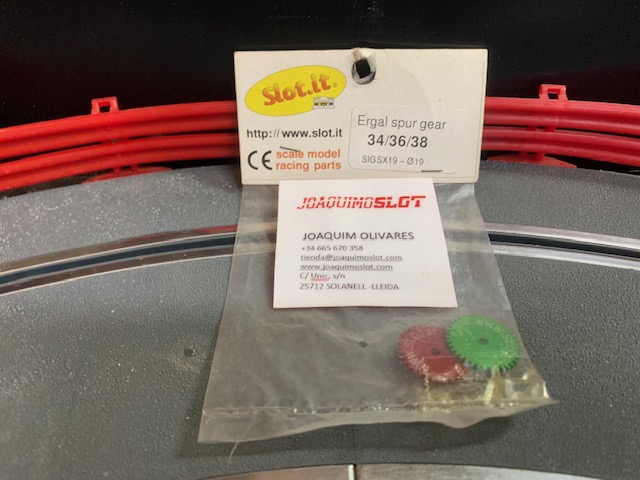 Slot.it®
http://www.slot.it
CE scale model
racing parts
Ergal spur gear
34/36/38
SIGSX19 – Ø19
JOAQUIMOSLOT
JOAQUIM OLIVARES
+34 665 670 358
tienda@joaquimoslot.com
www.joaquimoslot.com
C/ Unic, s/n
25712 SOLANELL -LLEIDA